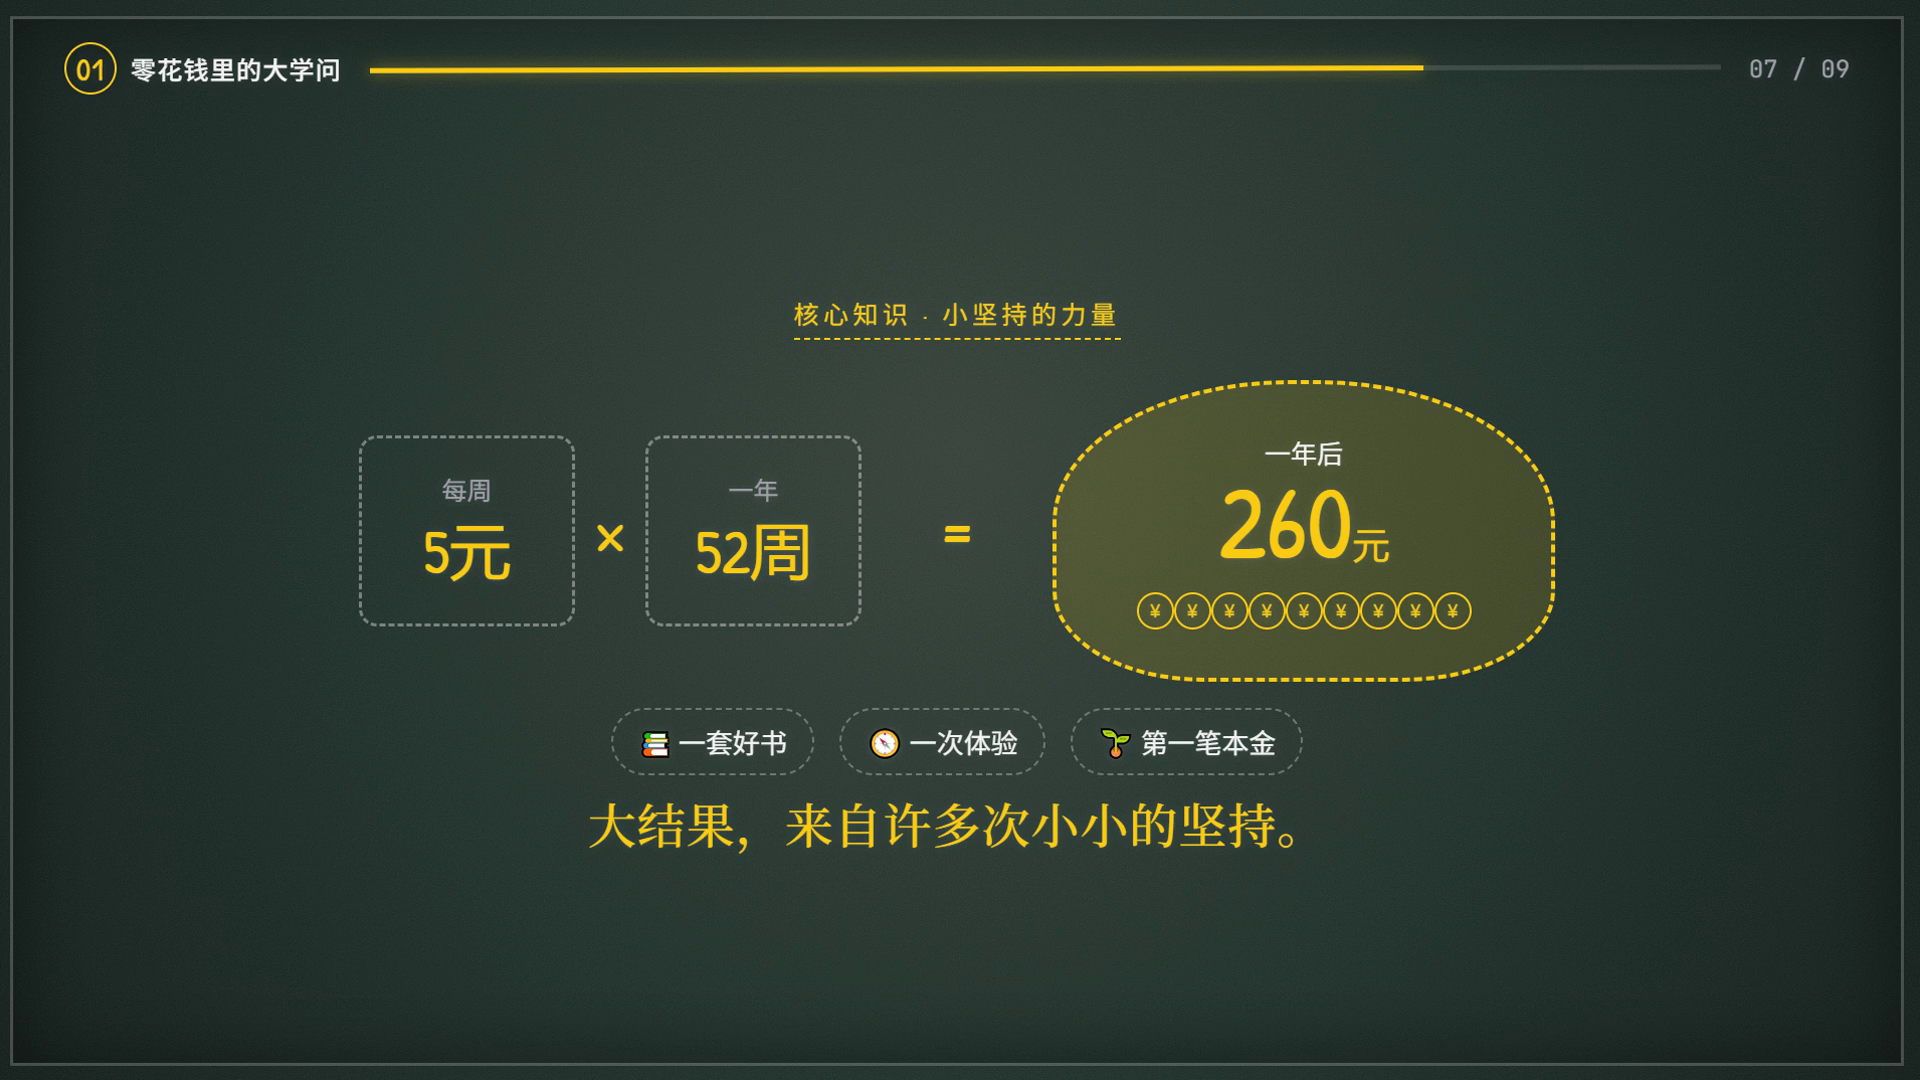 01 零花钱里的大学问
07 / 09
核心知识 · 小坚持的力量
每周
5元
×
一年
52周
=
一年后
260元
¥ ¥ ¥ ¥ ¥ ¥ ¥ ¥ ¥
一套好书
一次体验
第一笔本金
大结果，来自许多次小小的坚持。